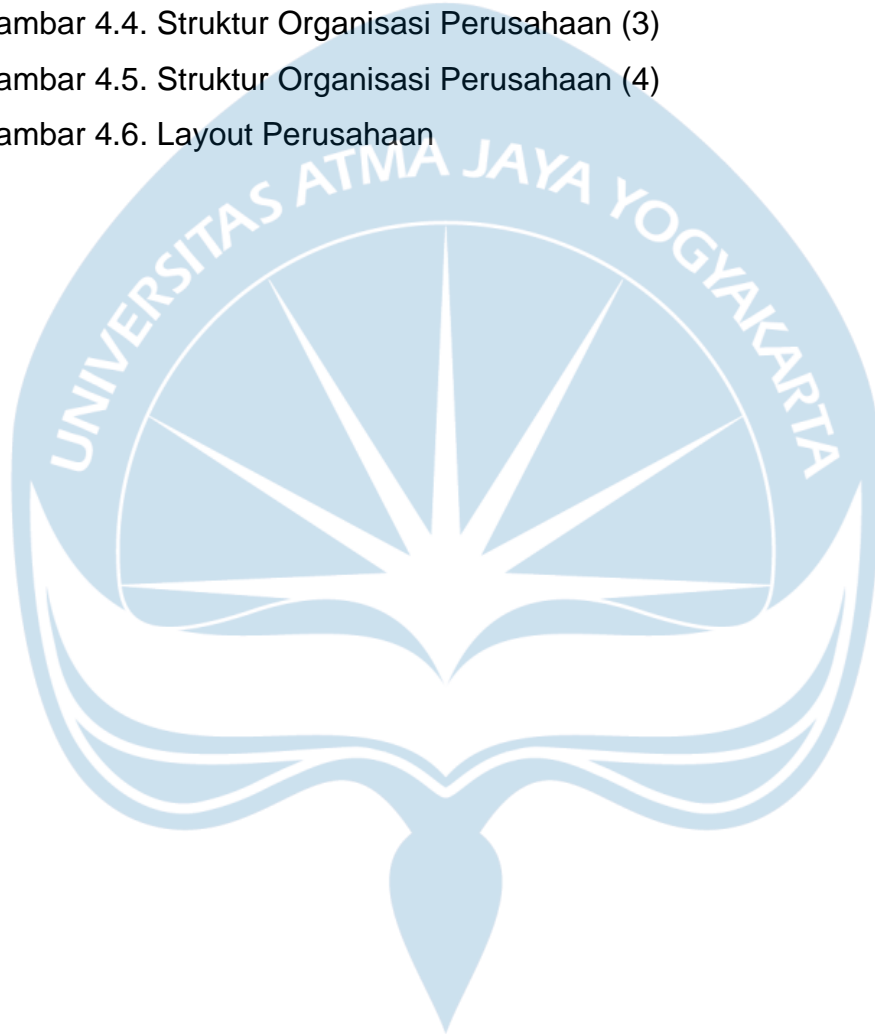 ambar 4.4. Struktur Organisasi Perusahaan (3)
ambar 4.5. Struktur Organisasi Perusahaan (4)
ambar 4.6. Layout Perusahaan
UNIVERSITAS ATMA JAYA YOGYAKARTA